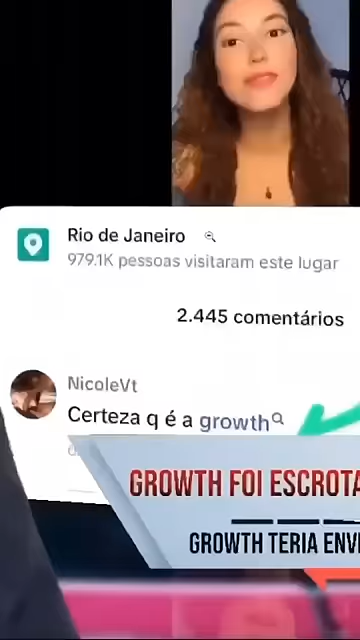 Rio de Janeiro
979.1K pessoas visitaram este lugar
2.445 comentários
NicoleVt
Certeza q é a growth
GROWTH FOI ESCROTA
GROWTH TERIA ENV